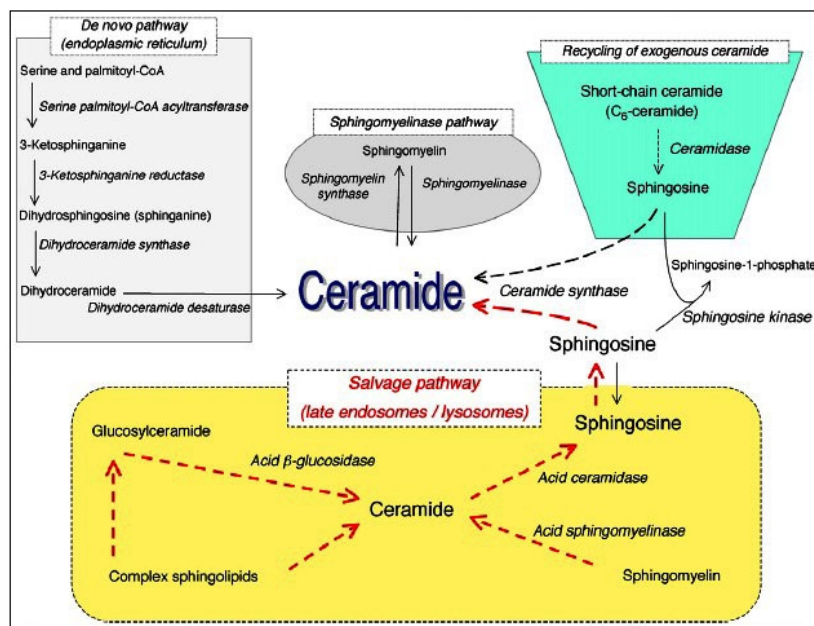 De novo pathway
(endoplasmic reticulum)
Serine and palmitoyl-CoA
Serine palmitoyl-CoA acyltransferase
3-Ketosphinganine
3-Ketosphinganine reductase
Dihydrosphingosine (sphinganine)
Dihydroceramide synthase
Dihydroceramide
Dihydroceramide desaturase
Sphingomyelinase pathway
Sphingomyelin
Sphingomyelin
synthase
Sphingomyelinase
Recycling of exogenous ceramide
Short-chain ceramide
(C₆-ceramide)
Ceramidase
Sphingosine
Sphingosine-1-phosphate
Ceramide
Ceramide synthase
Sphingosine kinase
Sphingosine
Salvage pathway
(late endosomes / lysosomes)
Glucosylceramide
Sphingosine
Acid β-glucosidase
Acid ceramidase
Ceramide
Acid sphingomyelinase
Complex sphingolipids
Sphingomyelin